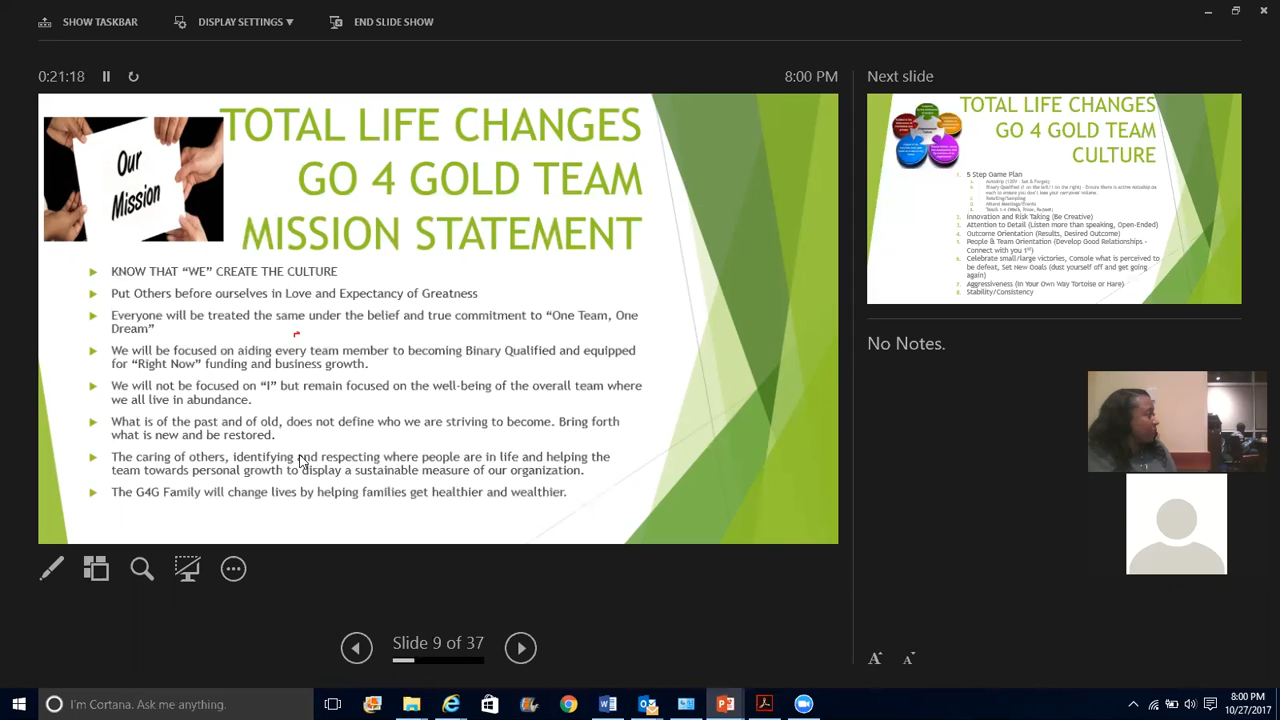 SHOW TASKBAR
DISPLAY SETTINGS
END SLIDE SHOW
0:21:18
8:00 PM
Our
Mission
TOTAL LIFE CHANGES
GO 4 GOLD TEAM
MISSION STATEMENT
KNOW THAT “WE” CREATE THE CULTURE
Put Others before ourselves in Love and Expectancy of Greatness
Everyone will be treated the same under the belief and true commitment to “One Team, One
Dream”
We will be focused on aiding every team member to becoming Binary Qualified and equipped
for “Right Now” funding and business growth.
We will not be focused on “I” but remain focused on the well-being of the overall team where
we all live in abundance.
What is of the past and of old, does not define who we are striving to become. Bring forth
what is new and be restored.
The caring of others, identifying and respecting where people are in life and helping the
team towards personal growth to display a sustainable measure of our organization.
The G4G Family will change lives by helping families get healthier and wealthier.
Slide 9 of 37
Next slide
TOTAL LIFE CHANGES
GO 4 GOLD TEAM
CULTURE
1. 5 Step Game Plan
2. Innovation and Risk Taking (Be Creative)
3. Attention to Detail (Listen more than speaking, Open-Ended)
4. Outcome Orientation (Results, Desired Outcome)
5. People & Team Orientation (Develop Good Relationships -
Connect with you 1st)
6. Celebrate small/large victories, Console what is perceived to
be defeat, Set New Goals (dust yourself off and get going
again)
7. Aggressiveness (In Your Own Way Tortoise or Hare)
8. Stability/Consistency
No Notes.
A A
I'm Cortana. Ask me anything.
8:00 PM
10/27/2017